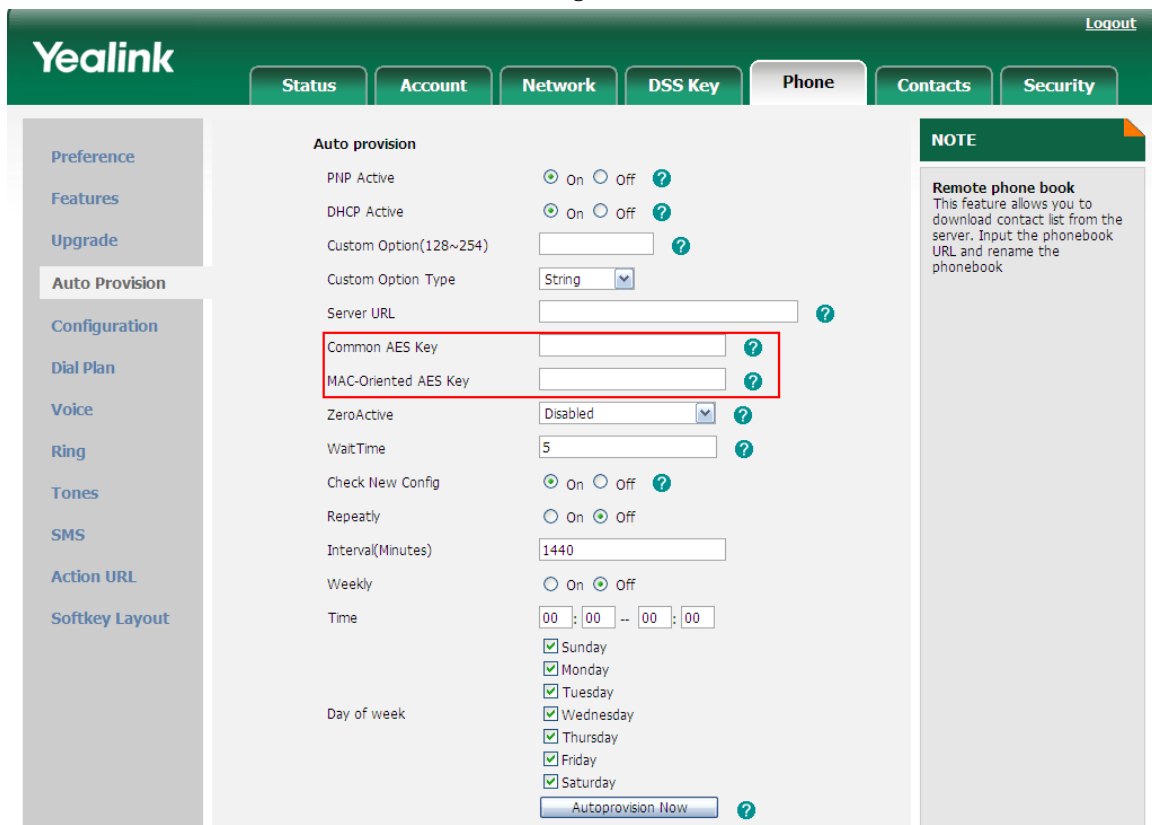 Logout
Yealink
Status Account Network DSS Key Phone Contacts Security
Preference
Features
Upgrade
Auto Provision
Configuration
Dial Plan
Voice
Ring
Tones
SMS
Action URL
Softkey Layout
Auto provision
PNP Active On Off ?
DHCP Active On Off ?
Custom Option(128~254) ?
Custom Option Type String
Server URL ?
Common AES Key ?
MAC-Oriented AES Key ?
ZeroActive Disabled ?
WaitTime 5 ?
Check New Config On Off ?
Repeatly On Off
Interval(Minutes) 1440
Weekly On Off
Time 00 : 00 -- 00 : 00
Sunday
Monday
Tuesday
Day of week Wednesday
Thursday
Friday
Saturday
Autoprovision Now ?
NOTE
Remote phone book
This feature allows you to
download contact list from the
server. Input the phonebook
URL and rename the
phonebook